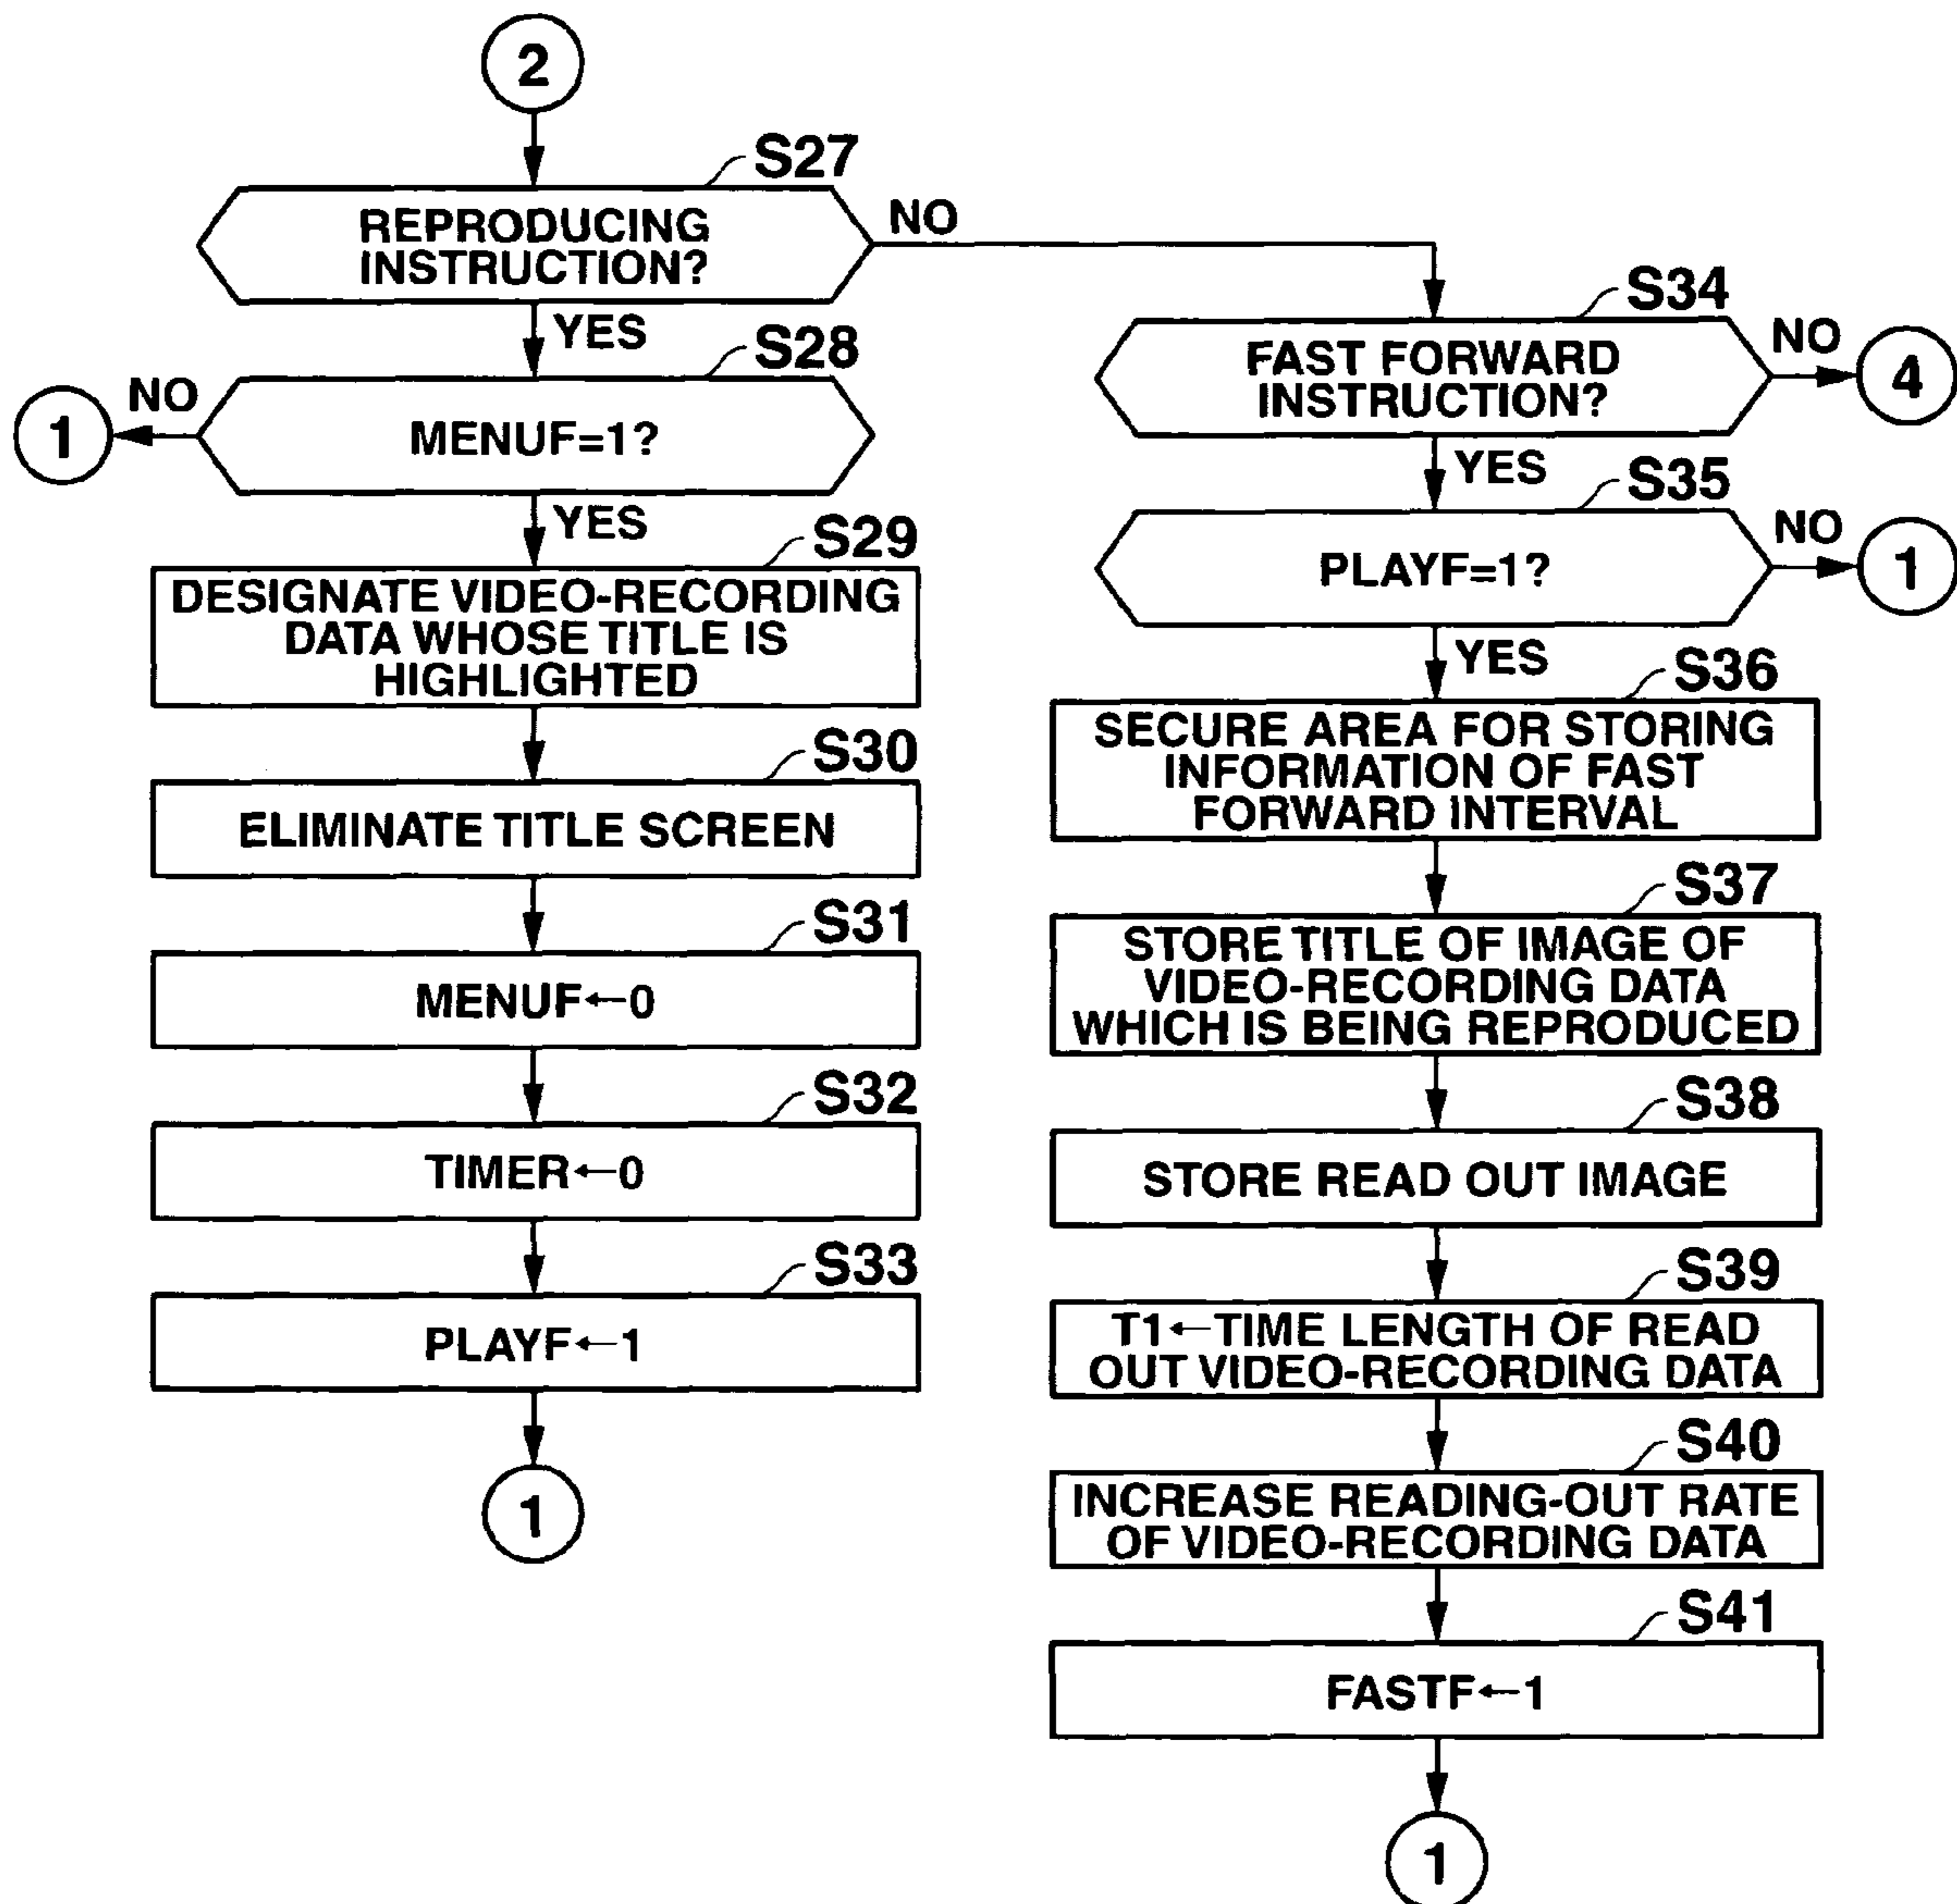 2
S27
REPRODUCING
INSTRUCTION?
NO
YES
S28
MENUF=1?
NO
1
YES
S29
DESIGNATE VIDEO-RECORDING
DATA WHOSE TITLE IS
HIGHLIGHTED
S30
ELIMINATE TITLE SCREEN
S31
MENUF←0
S32
TIMER←0
S33
PLAYF←1
1
S34
FAST FORWARD
INSTRUCTION?
NO
4
YES
S35
PLAYF=1?
NO
1
YES
S36
SECURE AREA FOR STORING
INFORMATION OF FAST
FORWARD INTERVAL
S37
STORE TITLE OF IMAGE OF
VIDEO-RECORDING DATA
WHICH IS BEING REPRODUCED
S38
STORE READ OUT IMAGE
S39
T1←TIME LENGTH OF READ
OUT VIDEO-RECORDING DATA
S40
INCREASE READING-OUT RATE
OF VIDEO-RECORDING DATA
S41
FASTF←1
1